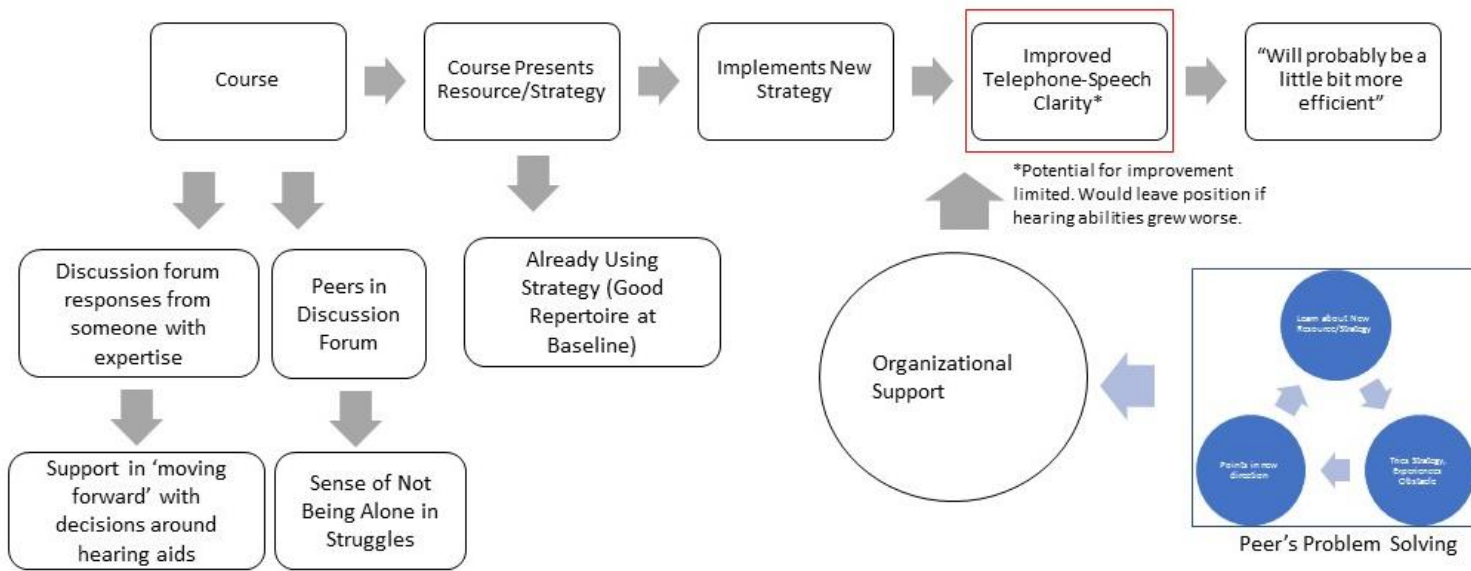 Course
Course Presents
Resource/Strategy
Implements New
Strategy
Improved
Telephone-Speech
Clarity*
“Will probably be a
little bit more
efficient”
*Potential for improvement
limited. Would leave position if
hearing abilities grew worse.
Discussion forum
responses from
someone with
expertise
Peers in
Discussion
Forum
Already Using
Strategy (Good
Repertoire at
Baseline)
Organizational
Support
Learn about New
Resource/Strategy
Tries Strategy,
Experiences
Obstacle
Points in new
direction
Peer’s Problem Solving
Support in ‘moving
forward’ with
decisions around
hearing aids
Sense of Not
Being Alone in
Struggles